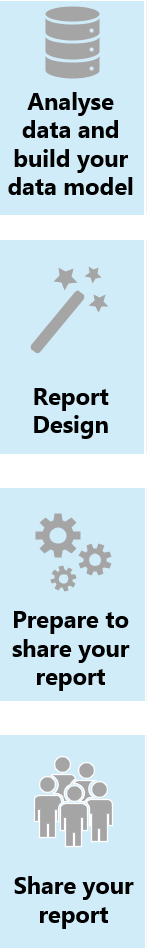 Analyse
data and
build your
data model
Report
Design
Prepare to
share your
report
Share your
report